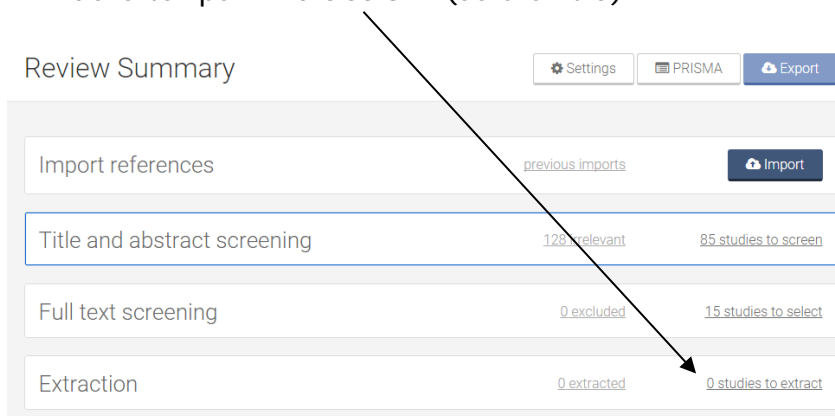 Review Summary
Settings
PRISMA
Export
Import references
previous imports
Import
Title and abstract screening
128 irrelevant
85 studies to screen
Full text screening
0 excluded
15 studies to select
Extraction
0 extracted
0 studies to extract